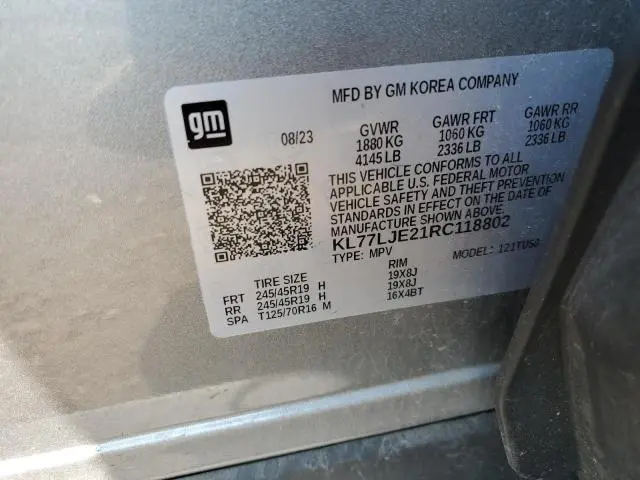 MFD BY GM KOREA COMPANY
gm
08/23
GVWR GAWR FRT GAWR RR
1880 KG 1060 KG 1060 KG
4145 LB 2336 LB 2336 LB
THIS VEHICLE CONFORMS TO ALL
APPLICABLE U.S. FEDERAL MOTOR
VEHICLE SAFETY AND THEFT PREVENTION
STANDARDS IN EFFECT ON THE DATE OF
MANUFACTURE SHOWN ABOVE.
KL77LJE21RC118802
TYPE: MPV MODEL: 121TU58
TIRE SIZE RIM
FRT 245/45R19 H 19X8J
RR 245/45R19 H 19X8J
SPA T125/70R16 M 16X4BT